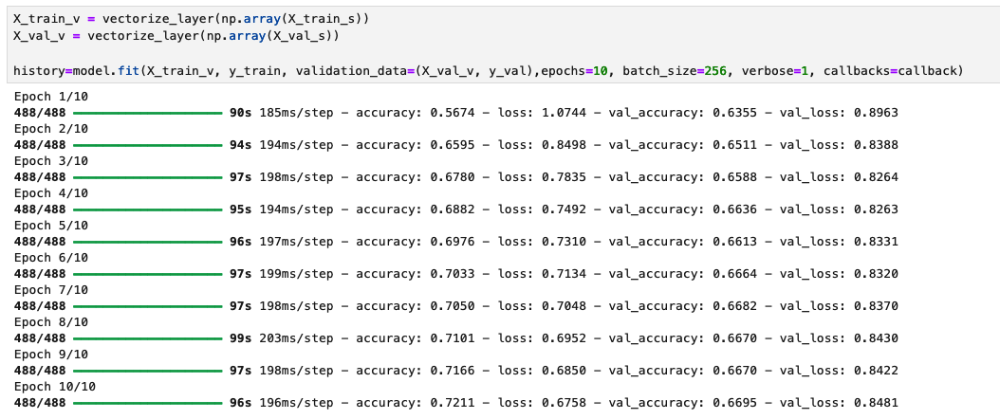 X_train_v = vectorize_layer(np.array(X_train_s))
X_val_v = vectorize_layer(np.array(X_val_s))
history=model.fit(X_train_v, y_train, validation_data=(X_val_v, y_val),epochs=10, batch_size=256, verbose=1, callbacks=callback)
Epoch 1/10
488/488 90s 185ms/step - accuracy: 0.5674 - loss: 1.0744 - val_accuracy: 0.6355 - val_loss: 0.8963
Epoch 2/10
488/488 94s 194ms/step - accuracy: 0.6595 - loss: 0.8498 - val_accuracy: 0.6511 - val_loss: 0.8388
Epoch 3/10
488/488 97s 198ms/step - accuracy: 0.6780 - loss: 0.7835 - val_accuracy: 0.6588 - val_loss: 0.8264
Epoch 4/10
488/488 95s 194ms/step - accuracy: 0.6882 - loss: 0.7492 - val_accuracy: 0.6636 - val_loss: 0.8263
Epoch 5/10
488/488 96s 197ms/step - accuracy: 0.6976 - loss: 0.7310 - val_accuracy: 0.6613 - val_loss: 0.8331
Epoch 6/10
488/488 97s 199ms/step - accuracy: 0.7033 - loss: 0.7134 - val_accuracy: 0.6664 - val_loss: 0.8320
Epoch 7/10
488/488 97s 198ms/step - accuracy: 0.7050 - loss: 0.7048 - val_accuracy: 0.6682 - val_loss: 0.8370
Epoch 8/10
488/488 99s 203ms/step - accuracy: 0.7101 - loss: 0.6952 - val_accuracy: 0.6670 - val_loss: 0.8430
Epoch 9/10
488/488 97s 198ms/step - accuracy: 0.7166 - loss: 0.6850 - val_accuracy: 0.6670 - val_loss: 0.8422
Epoch 10/10
488/488 96s 196ms/step - accuracy: 0.7211 - loss: 0.6758 - val_accuracy: 0.6695 - val_loss: 0.8481